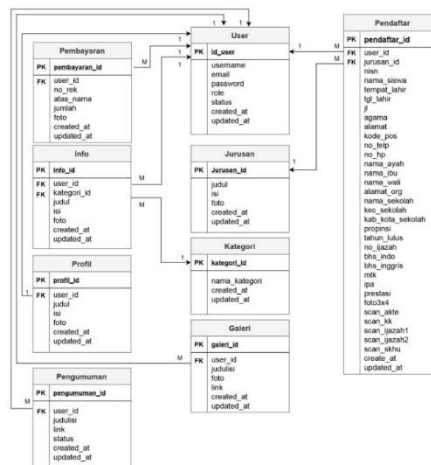 Pembayaran
PK pembayaran_id
FK user_id
no_rek
atas_nama
jumlah
foto
created_at
updated_at
Info
PK info_id
FK user_id
FK kategori_id
judul
isi
foto
created_at
updated_at
Profil
PK profil_id
FK user_id
judul
isi
foto
created_at
updated_at
Pengumuman
PK pengumuman_id
FK user_id
judulisi
link
status
created_at
updated_at
User
PK id_user
username
email
password
role
status
created_at
updated_at
Jurusan
PK Jurusan_id
judul
isi
foto
created_at
updated_at
Kategori
PK kategori_id
nama_kategori
created_at
updated_at
Galeri
PK galeri_id
FK user_id
judulisi
foto
link
created_at
updated_at
Pendaftar
PK pendaftar_id
FK user_id
FK jurusan_id
nisn
nama_siswa
tempat_lahir
tgl_lahir
jl
agama
alamat
kode_pos
no_telp
no_hp
nama_ayah
nama_ibu
nama_wali
alamat_org
nama_sekolah
kec_sekolah
kab_kota_sekolah
propinsi
tahun_lulus
no_ijazah
bhs_indo
bhs_inggris
mtk
ipa
prestasi
foto3x4
scan_akte
scan_kk
scan_ijazah1
scan_ijazah2
scan_skhu
create_at
updated_at
1
1
1
1
1
1
M
M
M
M
M
M
M
1
1
1